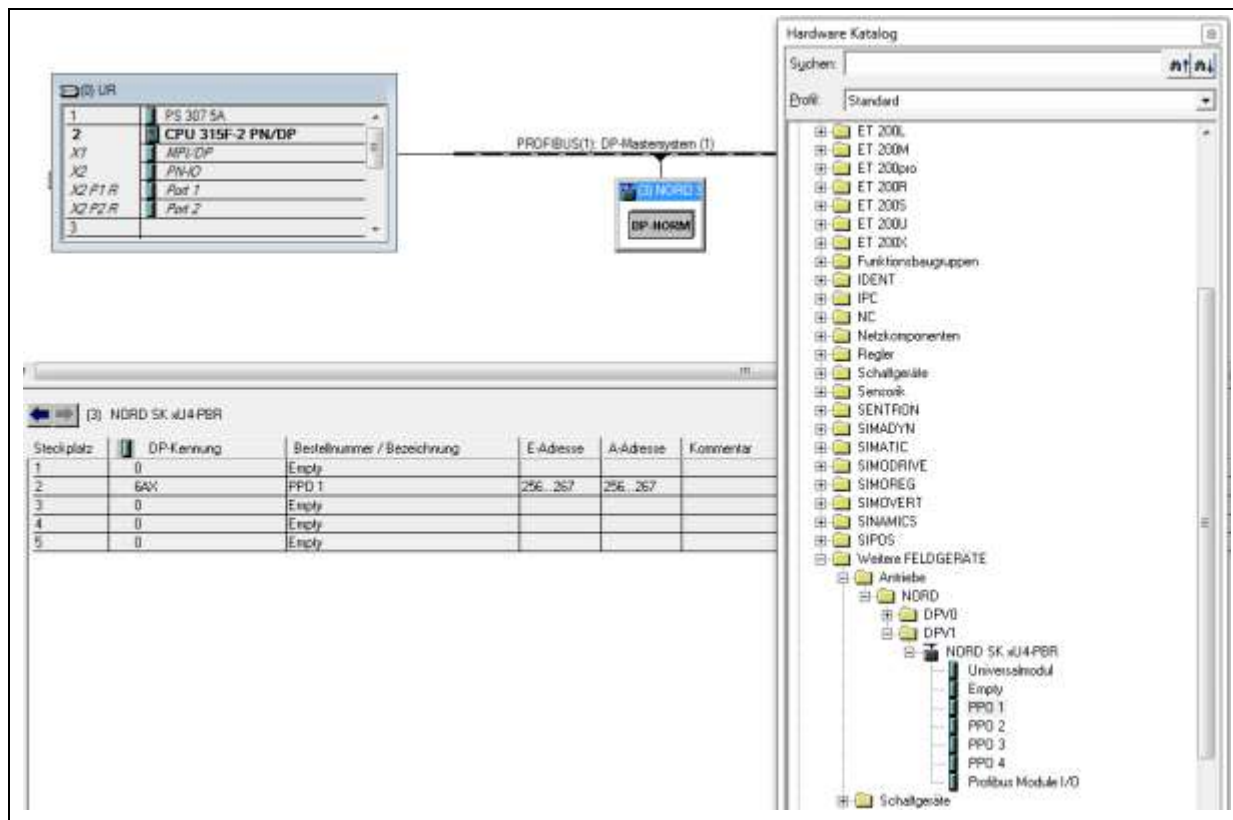 Hardware Katalog
Suchen:
Profil: Standard
(0) UR
1 PS 307 5A
2 CPU 315F-2 PN/DP
X1 MPI/DP
X2 PN-IO
X2 P1 R Port 1
X2 P2 R Port 2
3
PROFIBUS(1): DP-Mastersystem (1)
(3) NORD S
DP-NORM
(3) NORD SK xU4-PBR
Steckplatz DP-Kennung Bestellnummer / Bezeichnung E-Adresse A-Adresse Kommentar
1 0 Empty
2 6AX PPO 1 256...267 256...267
3 0 Empty
4 0 Empty
5 0 Empty
ET 200L
ET 200M
ET 200pro
ET 200R
ET 200S
ET 200U
ET 200X
Funktionsbaugruppen
IDENT
IPC
NC
Netzkomponenten
Regler
Schaltgeräte
Sensorik
SENTRON
SIMADYN
SIMATIC
SIMODRIVE
SIMOREG
SIMOVERT
SINAMICS
SIPOS
Weitere FELDGERÄTE
Antriebe
NORD
DPV0
DPV1
NORD SK xU4-PBR
Universalmodul
Empty
PPO 1
PPO 2
PPO 3
PPO 4
Profibus Module I/O
Schaltgeräte